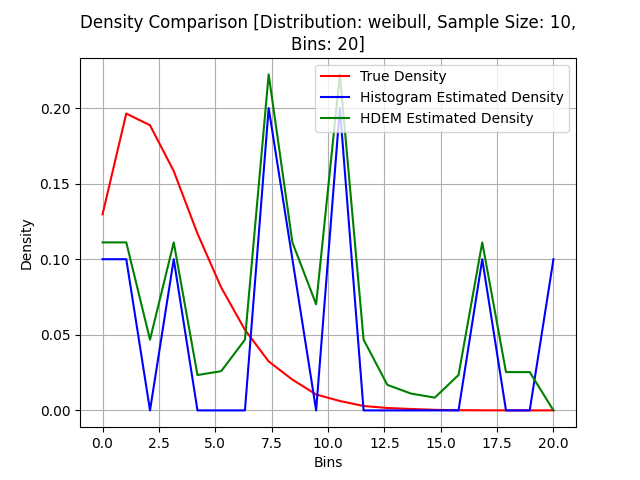 Density Comparison [Distribution: weibull, Sample Size: 10,
Bins: 20]
True Density
Histogram Estimated Density
HDEM Estimated Density
Density
0.20
0.15
0.10
0.05
0.00
0.0 2.5 5.0 7.5 10.0 12.5 15.0 17.5 20.0
Bins